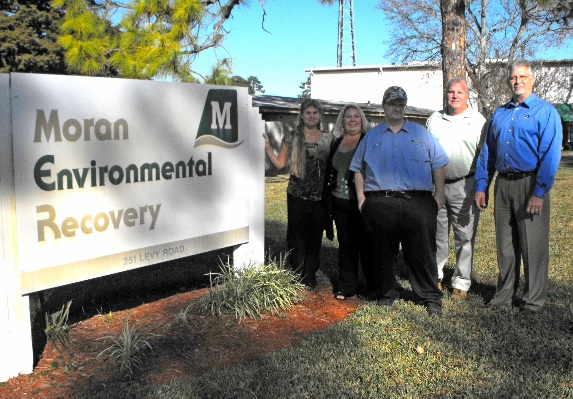 M
Moran
Environmental
Recovery
251 LEVY ROAD